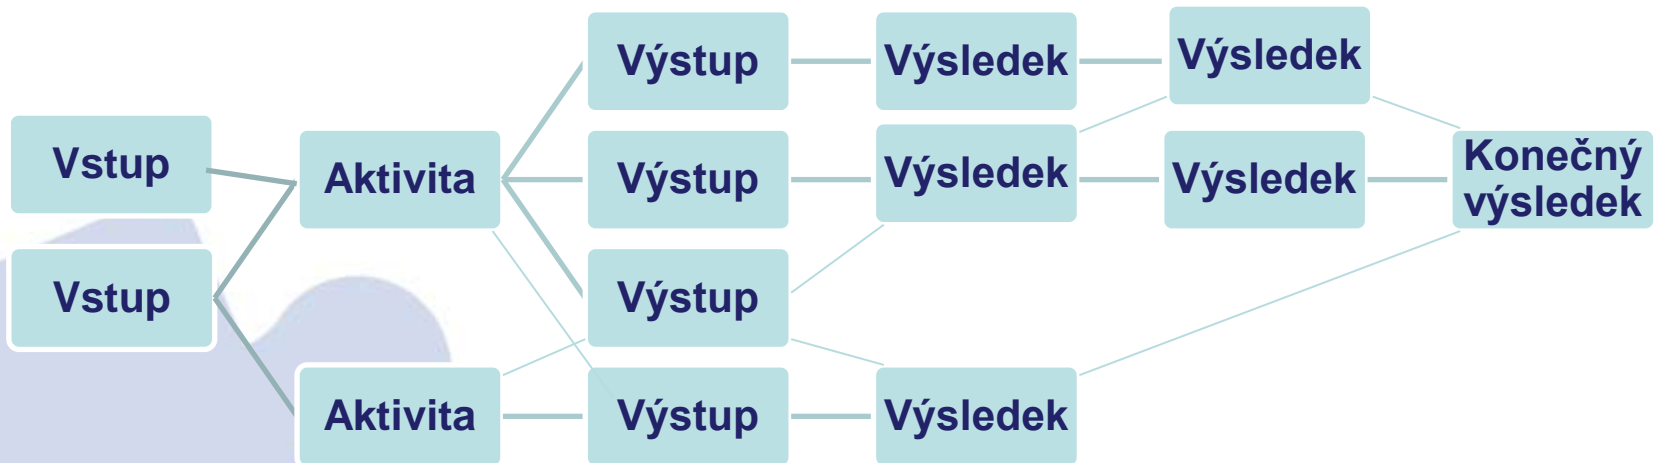 Výstup
Výsledek
Výsledek
Vstup
Aktivita
Výstup
Výsledek
Výsledek
Konečný
výsledek
Vstup
Výstup
Aktivita
Výstup
Výsledek